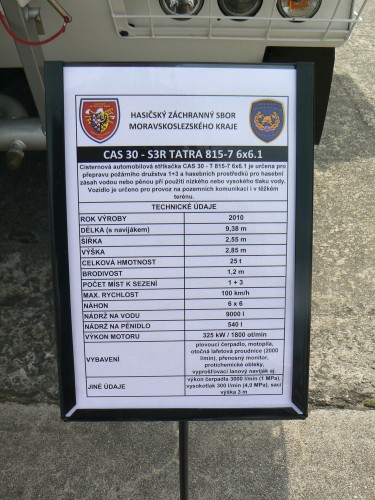 HASIČSKÝ ZÁCHRANNÝ SBOR
MORAVSKOSLEZSKÉHO KRAJE
CAS 30 - S3R TATRA 815-7 6x6.1
Cisternová automobilová stříkačka CAS 30 - T 815-7 6x6.1 je určena pro
přepravu požárního družstva 1+3 a hasebních prostředků pro hasební
zásah vodou nebo pěnou při použití nízkého nebo vysokého tlaku vody.
Vozidlo je určeno pro provoz na pozemních komunikací i v těžkém
terénu.
TECHNICKÉ ÚDAJE
ROK VÝROBY 2010
DÉLKA (s navijákem) 9,38 m
ŠÍŘKA 2,55 m
VÝŠKA 2,85 m
CELKOVÁ HMOTNOST 25 t
BRODIVOST 1,2 m
POČET MÍST K SEZENÍ 1 + 3
MAX. RYCHLOST 100 km/h
NÁHON 6 x 6
NÁDRŽ NA VODU 9000 l
NÁDRŽ NA PĚNIDLO 540 l
VÝKON MOTORU 325 kW / 1800 ot/min
VYBAVENÍ plovoucí čerpadlo, motopila,
otočná lafetová proudnice (2000
l/min), přenosný monitor,
protichemické obleky,
vyprošťovací lanový naviják aj.
JINÉ ÚDAJE výkon čerpadla 3000 l/min (1 MPa),
vysokotlak 300 l/min (4,0 MPa), sací
výška 3 m